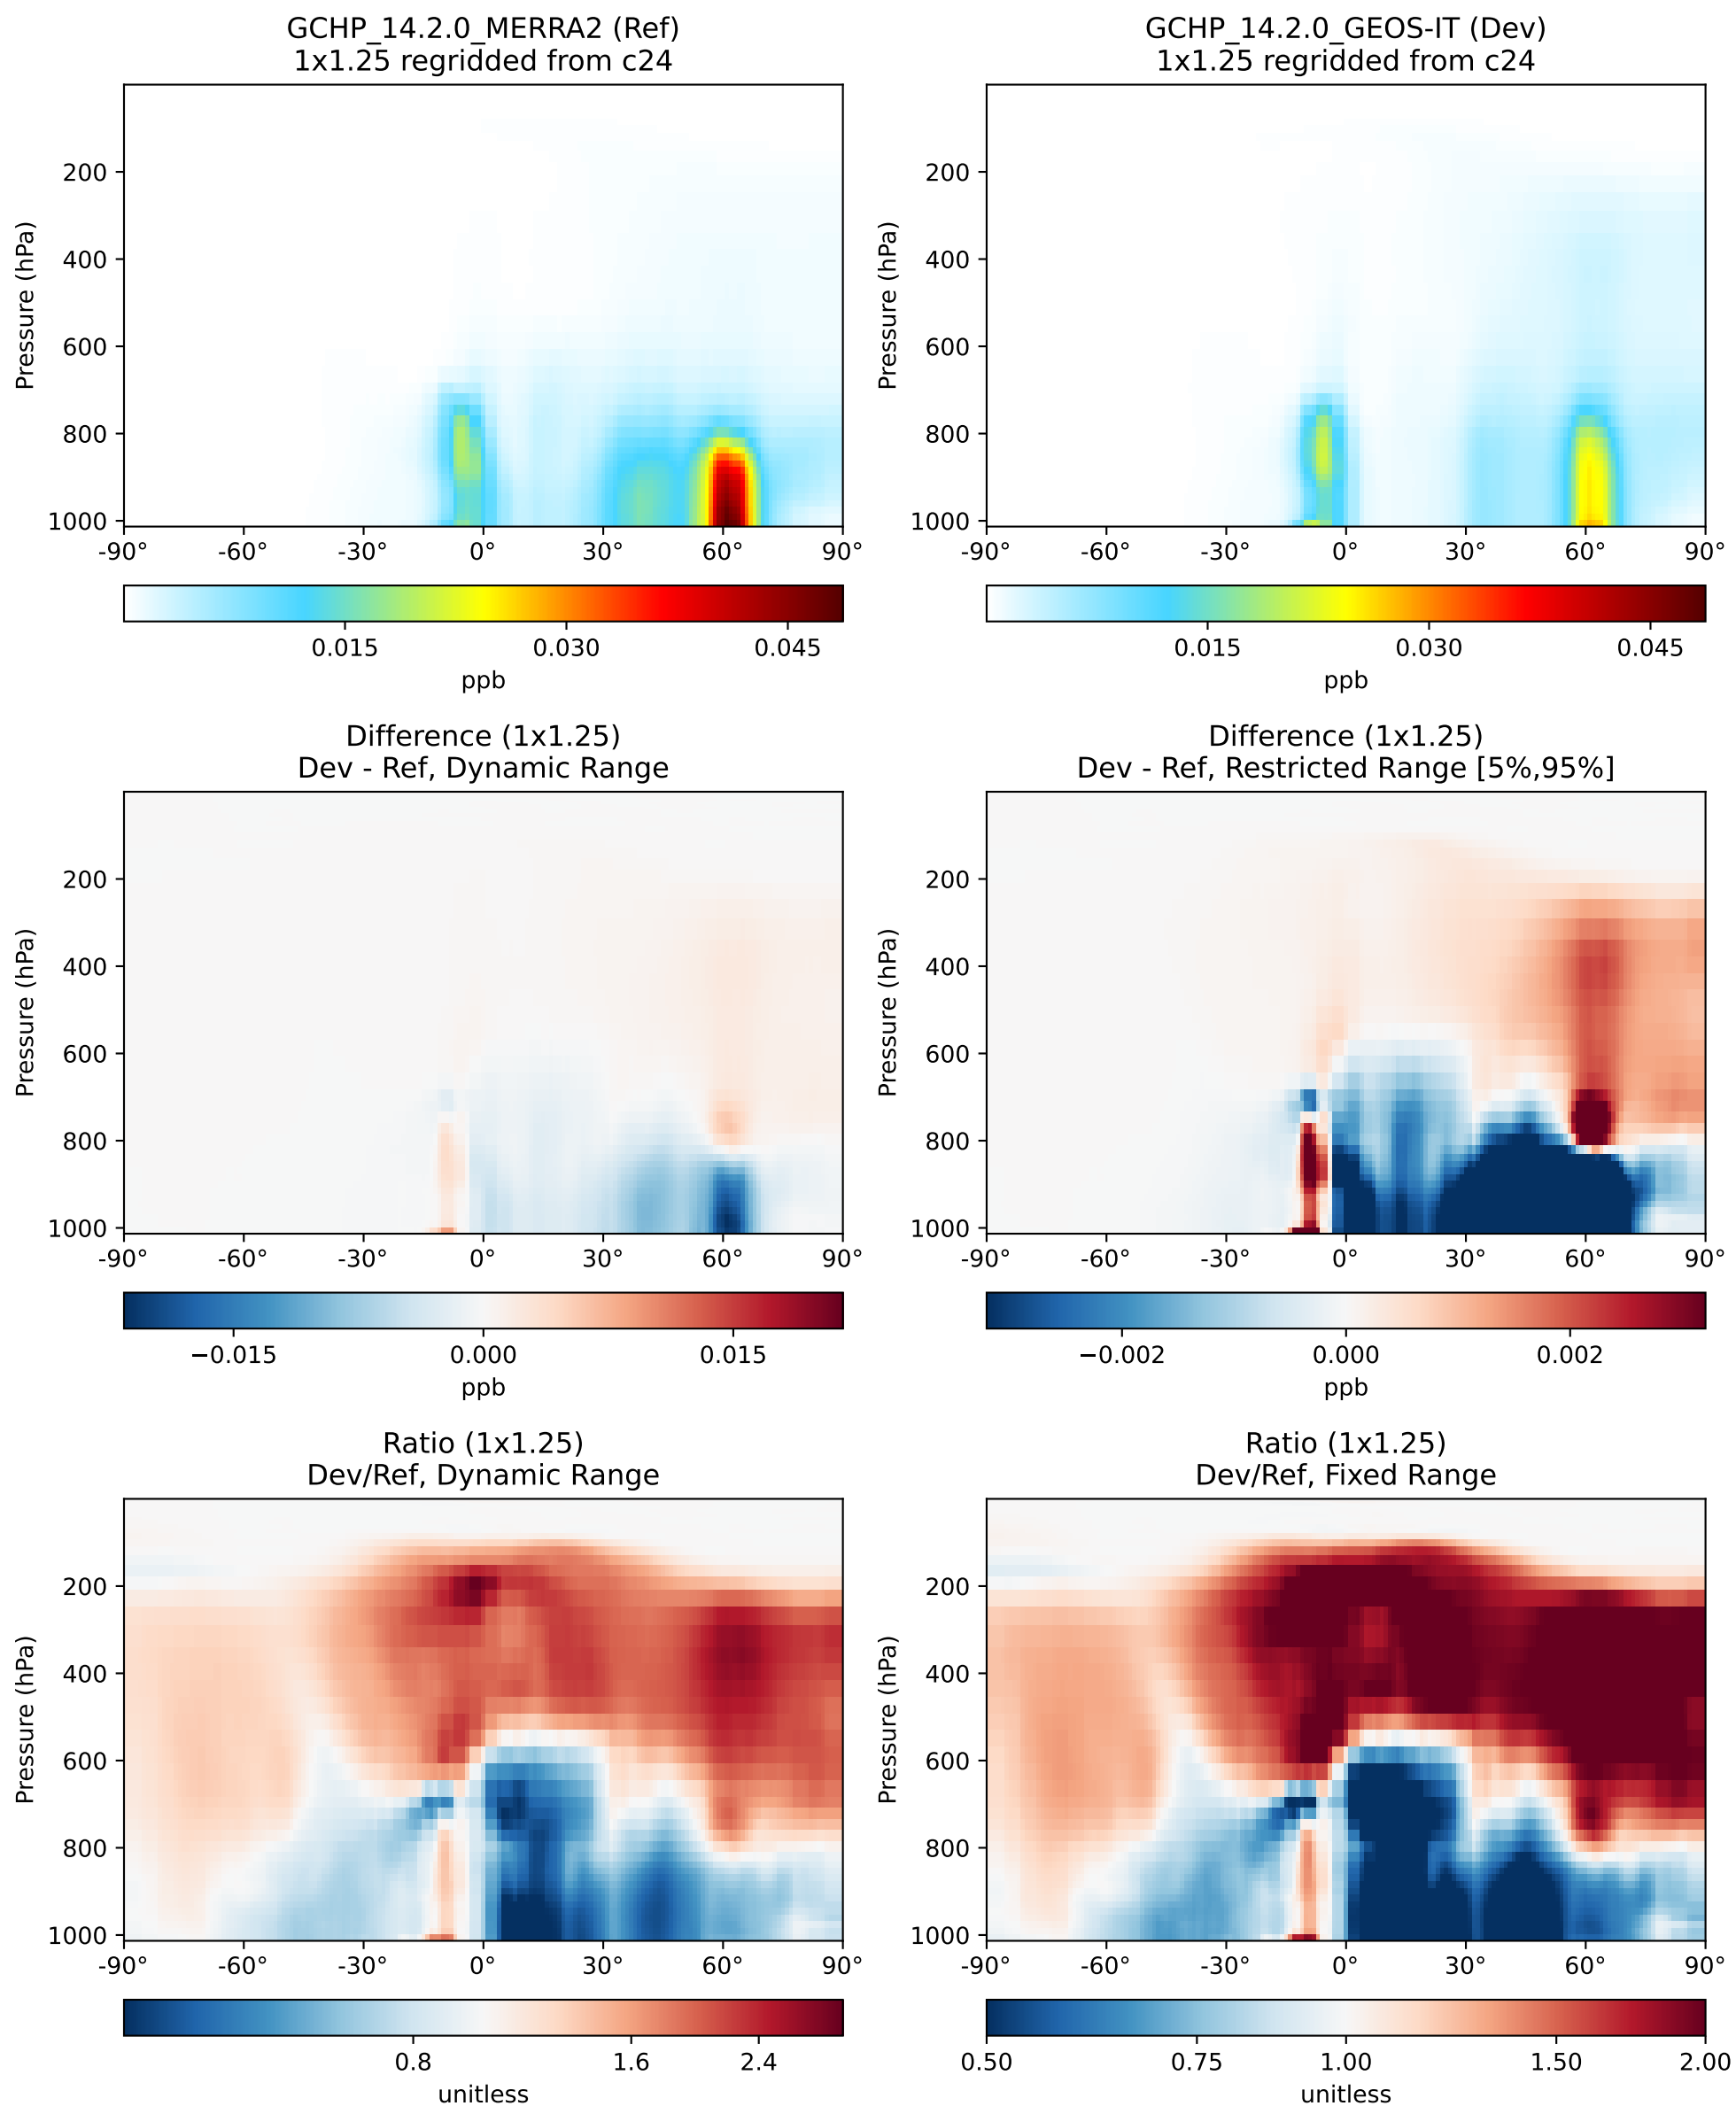 GCHP_14.2.0_MERRA2 (Ref)
1x1.25 regridded from c24
Pressure (hPa)
200
400
600
800
1000
-90° -60° -30° 0° 30° 60° 90°
0.015 0.030 0.045
ppb
GCHP_14.2.0_GEOS-IT (Dev)
1x1.25 regridded from c24
Pressure (hPa)
200
400
600
800
1000
-90° -60° -30° 0° 30° 60° 90°
0.015 0.030 0.045
ppb
Difference (1x1.25)
Dev - Ref, Dynamic Range
Pressure (hPa)
200
400
600
800
1000
-90° -60° -30° 0° 30° 60° 90°
−0.015 0.000 0.015
ppb
Difference (1x1.25)
Dev - Ref, Restricted Range [5%,95%]
Pressure (hPa)
200
400
600
800
1000
-90° -60° -30° 0° 30° 60° 90°
−0.002 0.000 0.002
ppb
Ratio (1x1.25)
Dev/Ref, Dynamic Range
Pressure (hPa)
200
400
600
800
1000
-90° -60° -30° 0° 30° 60° 90°
0.8 1.6 2.4
unitless
Ratio (1x1.25)
Dev/Ref, Fixed Range
Pressure (hPa)
200
400
600
800
1000
-90° -60° -30° 0° 30° 60° 90°
0.50 0.75 1.00 1.50 2.00
unitless